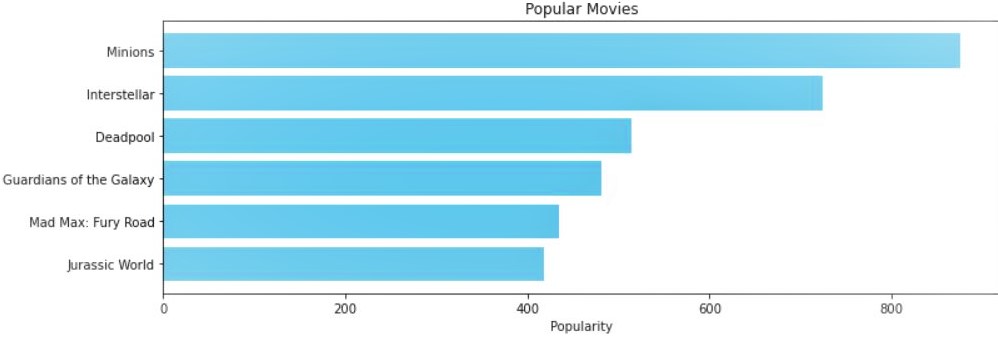 Popular Movies
Minions
Interstellar
Deadpool
Guardians of the Galaxy
Mad Max: Fury Road
Jurassic World
0 200 400 600 800
Popularity